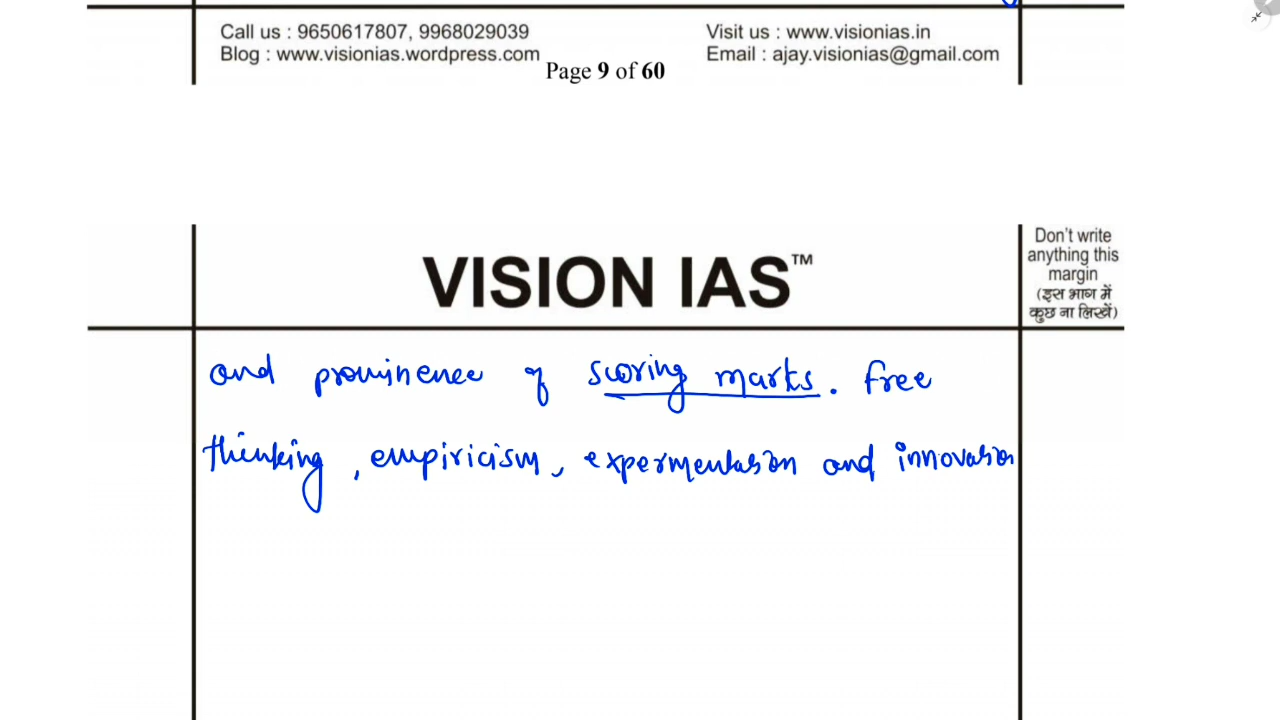 Call us : 9650617807, 9968029039
Visit us : www.visionias.in
Blog : www.visionias.wordpress.com
Email : ajay.visionias@gmail.com
Page 9 of 60
VISION IAS™
Don't write
anything this
margin
(इस भाग में
कुछ ना लिखें)
and prominence of scoring marks. Free
thinking, empiricism, expermentasion and innovasion